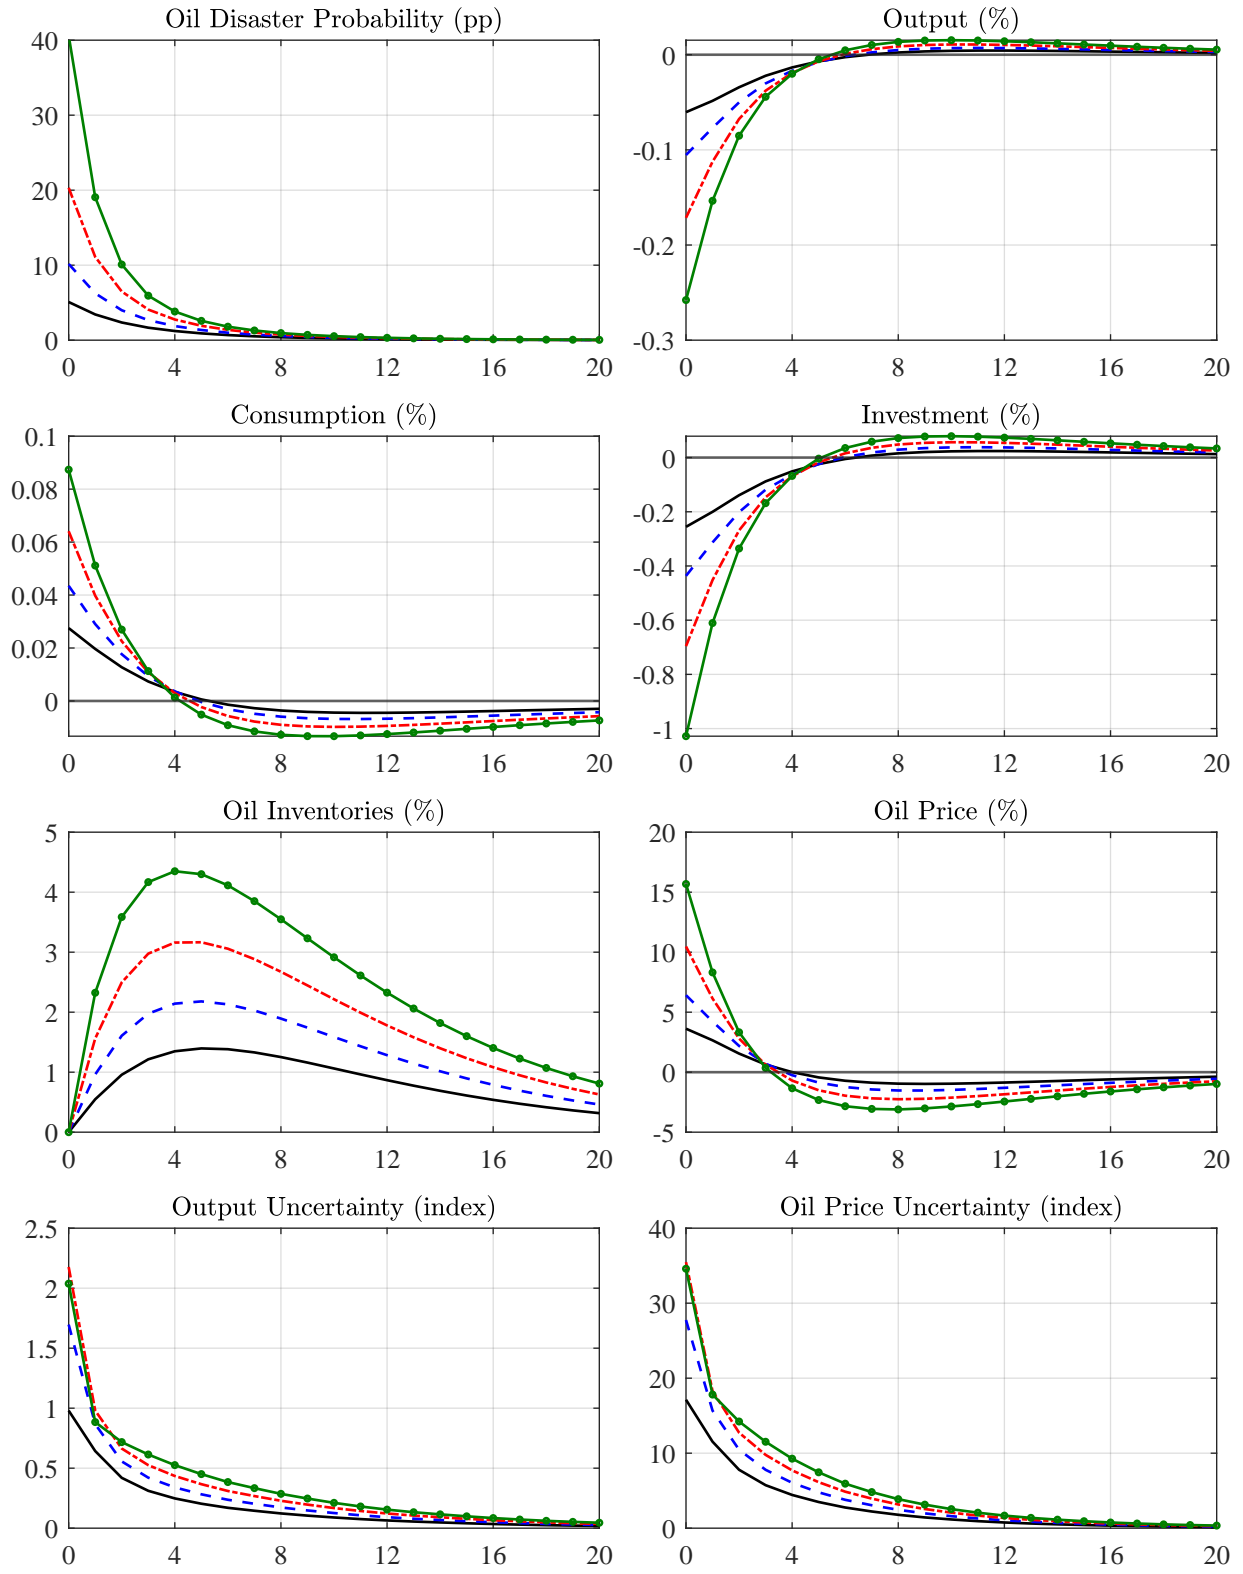 Oil Disaster Probability (pp)
40
30
20
10
0
0 4 8 12 16 20
Output (%)
0
-0.1
-0.2
-0.3
0 4 8 12 16 20
Consumption (%)
0.1
0.08
0.06
0.04
0.02
0
0 4 8 12 16 20
Investment (%)
0
-0.2
-0.4
-0.6
-0.8
-1
0 4 8 12 16 20
Oil Inventories (%)
5
4
3
2
1
0
0 4 8 12 16 20
Oil Price (%)
20
15
10
5
0
-5
0 4 8 12 16 20
Output Uncertainty (index)
2.5
2
1.5
1
0.5
0
0 4 8 12 16 20
Oil Price Uncertainty (index)
40
30
20
10
0
0 4 8 12 16 20